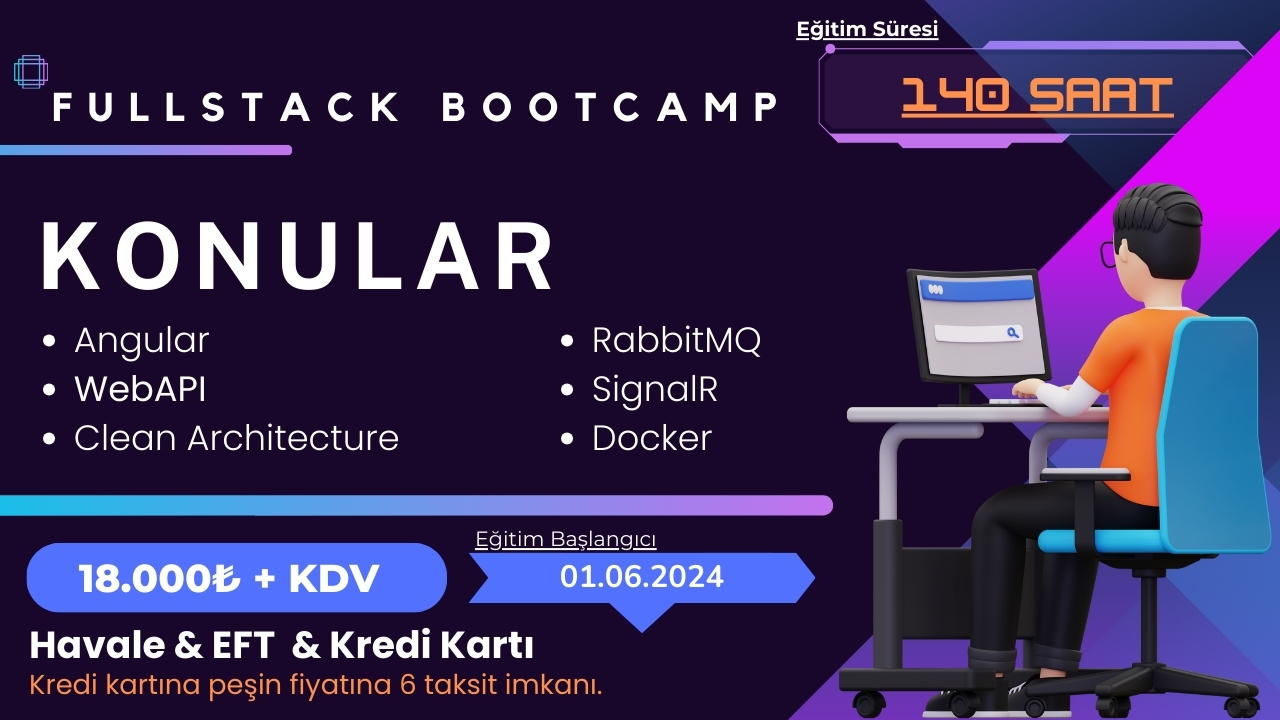 Eğitim Süresi
140 SAAT
FULLSTACK BOOTCAMP
KONULAR
• Angular
• WebAPI
• Clean Architecture
• RabbitMQ
• SignalR
• Docker
Eğitim Başlangıcı
18.000₺ + KDV
01.06.2024
Havale & EFT & Kredi Kartı
Kredi kartına peşin fiyatına 6 taksit imkanı.